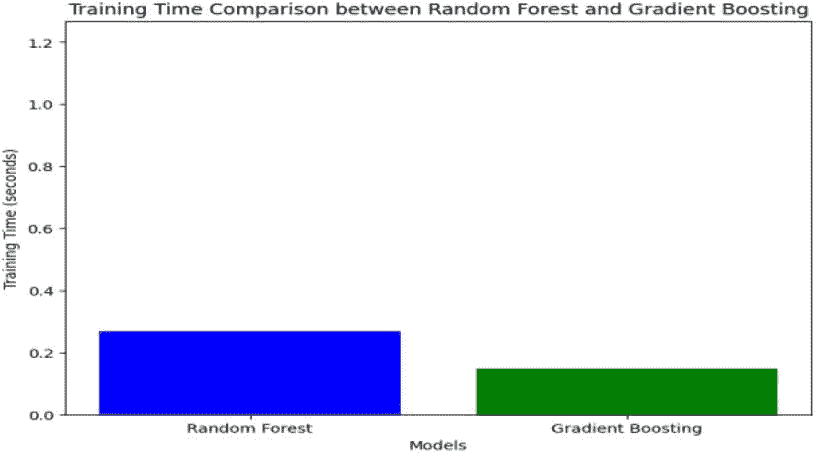 Training Time Comparison between Random Forest and Gradient Boosting
Training Time (seconds)
1.2
1.0
0.8
0.6
0.4
0.2
0.0
Random Forest
Gradient Boosting
Models